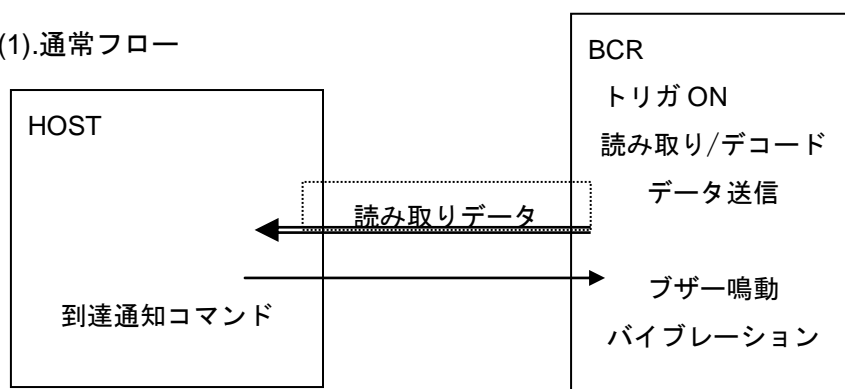 (1).通常フロー
BCR
トリガ ON
HOST
読み取り/デコード
データ送信
読み取りデータ
ブザー鳴動
到達通知コマンド
バイブレーション